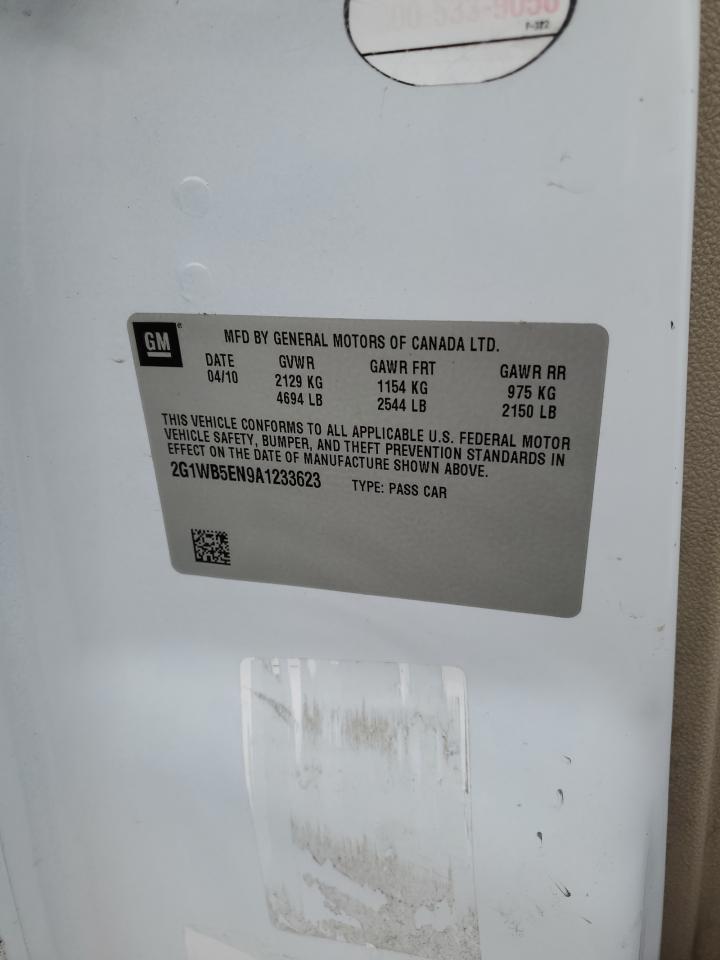 P-322
GM
MFD BY GENERAL MOTORS OF CANADA LTD.
DATE GVWR GAWR FRT GAWR RR
04/10 2129 KG 1154 KG 975 KG
4694 LB 2544 LB 2150 LB
THIS VEHICLE CONFORMS TO ALL APPLICABLE U.S. FEDERAL MOTOR
VEHICLE SAFETY, BUMPER, AND THEFT PREVENTION STANDARDS IN
EFFECT ON THE DATE OF MANUFACTURE SHOWN ABOVE.
2G1WB5EN9A1233623 TYPE: PASS CAR